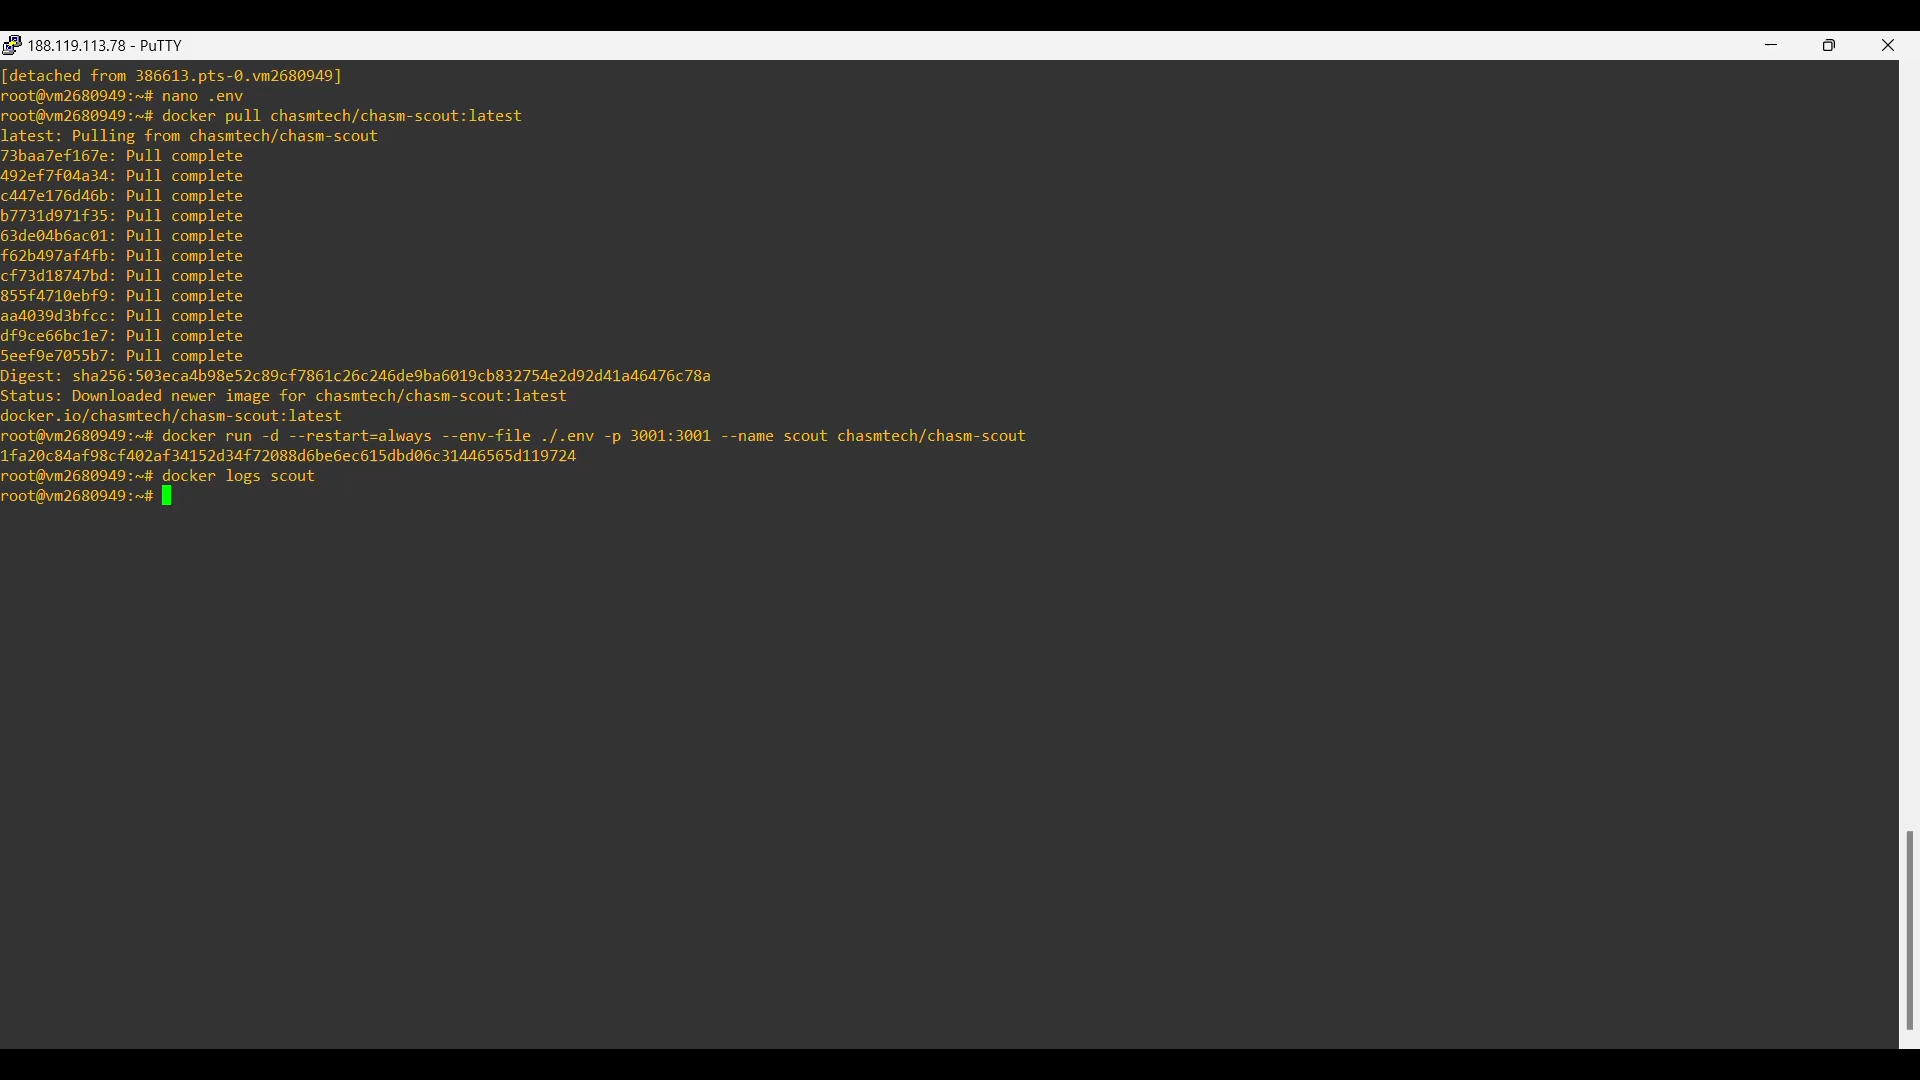 188.119.113.78 - PuTTY
[detached from 386613.pts-0.vm2680949]
root@vm2680949:~# nano .env
root@vm2680949:~# docker pull chasmtech/chasm-scout:latest
latest: Pulling from chasmtech/chasm-scout
73baa7ef167e: Pull complete
492ef7f04a34: Pull complete
c447e176d46b: Pull complete
b7731d971f35: Pull complete
63de04b6ac01: Pull complete
f62b497af4fb: Pull complete
cf73d18747bd: Pull complete
855f4710ebf9: Pull complete
aa4039d3bfcc: Pull complete
df9ce66bc1e7: Pull complete
5eef9e7055b7: Pull complete
Digest: sha256:503eca4b98e52c89cf7861c26c246de9ba6019cb832754e2d92d41a46476c78a
Status: Downloaded newer image for chasmtech/chasm-scout:latest
docker.io/chasmtech/chasm-scout:latest
root@vm2680949:~# docker run -d --restart=always --env-file ./.env -p 3001:3001 --name scout chasmtech/chasm-scout
1fa20c84af98cf402af34152d34f72088d6be6ec615dbd06c31446565d119724
root@vm2680949:~# docker logs scout
root@vm2680949:~#